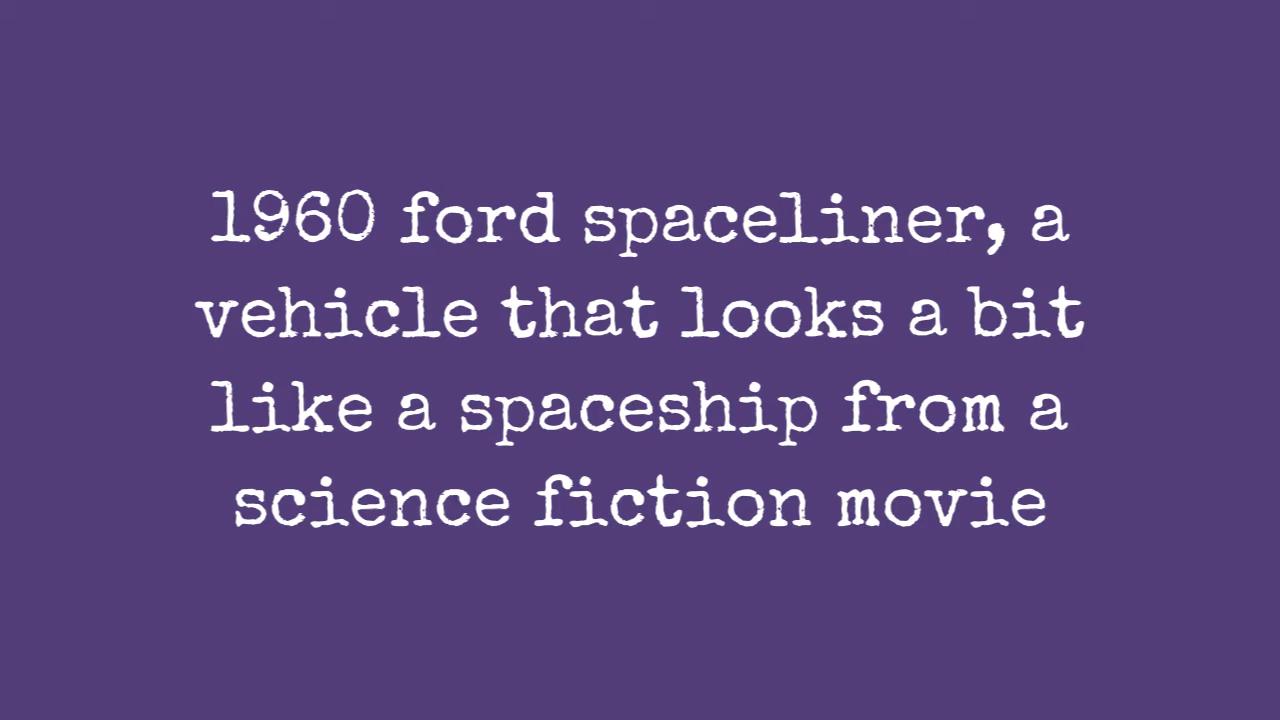 1960 ford spaceliner, a
vehicle that looks a bit
like a spaceship from a
science fiction movie